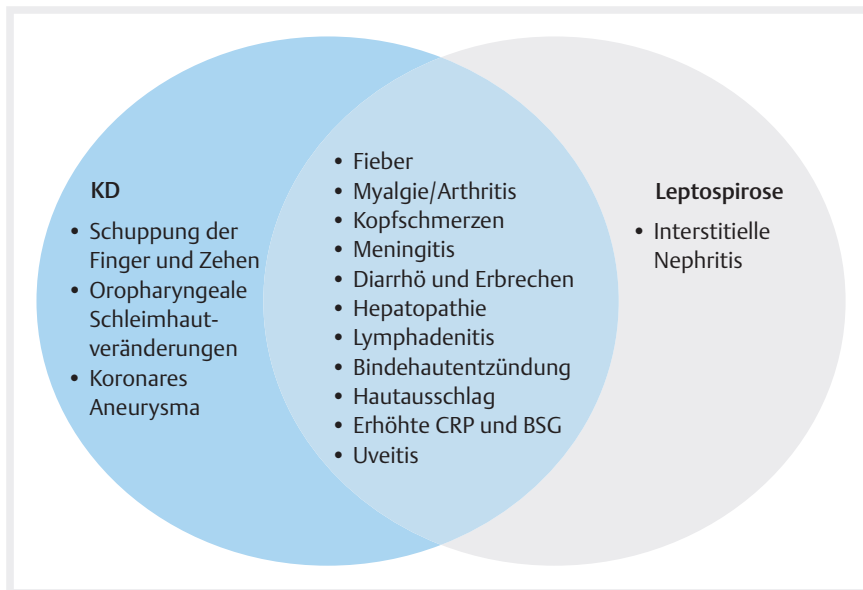 KD
• Schuppung der
Finger und Zehen
• Oropharyngeale
Schleimhaut-
veränderungen
• Koronares
Aneurysma
• Fieber
• Myalgie/Arthritis
• Kopfschmerzen
• Meningitis
• Diarrhö und Erbrechen
• Hepatopathie
• Lymphadenitis
• Bindehautentzündung
• Hautausschlag
• Erhöhte CRP und BSG
• Uveitis
Leptospirose
• Interstitielle
Nephritis